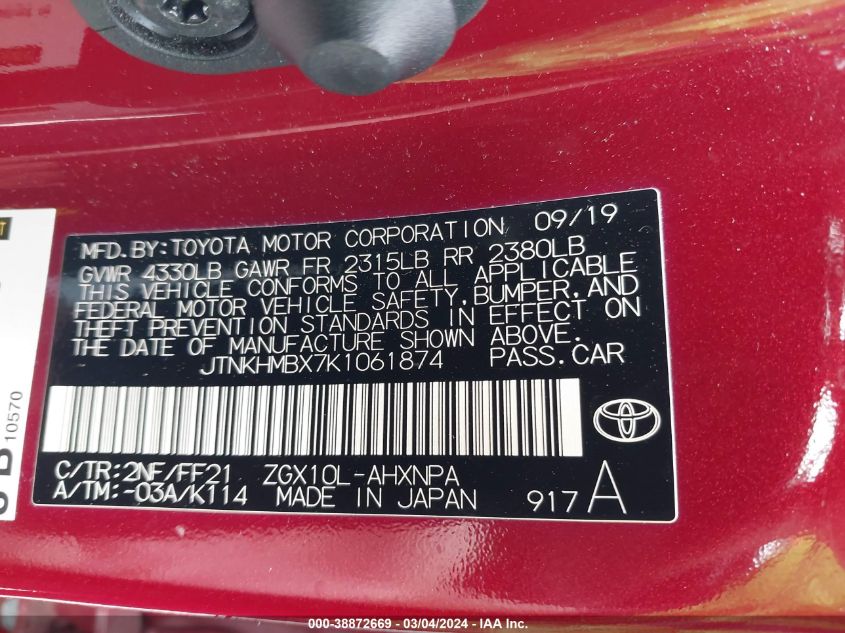 MFD.BY:TOYOTA MOTOR CORPORATION 09/19
GVWR 4330LB GAWR FR 2315LB RR 2380LB
THIS VEHICLE CONFORMS TO ALL APPLICABLE
FEDERAL MOTOR VEHICLE SAFETY,BUMPER,AND
THEFT PREVENTION STANDARDS IN EFFECT ON
THE DATE OF MANUFACTURE SHOWN ABOVE.
JTNKHMBX7K1061874 PASS.CAR
C/TR:2NF/FF21 ZGX10L-AHXNPA
A/TM:-03A/K114 MADE IN JAPAN 917A
10570
000-38872669 - 03/04/2024 - IAA Inc.